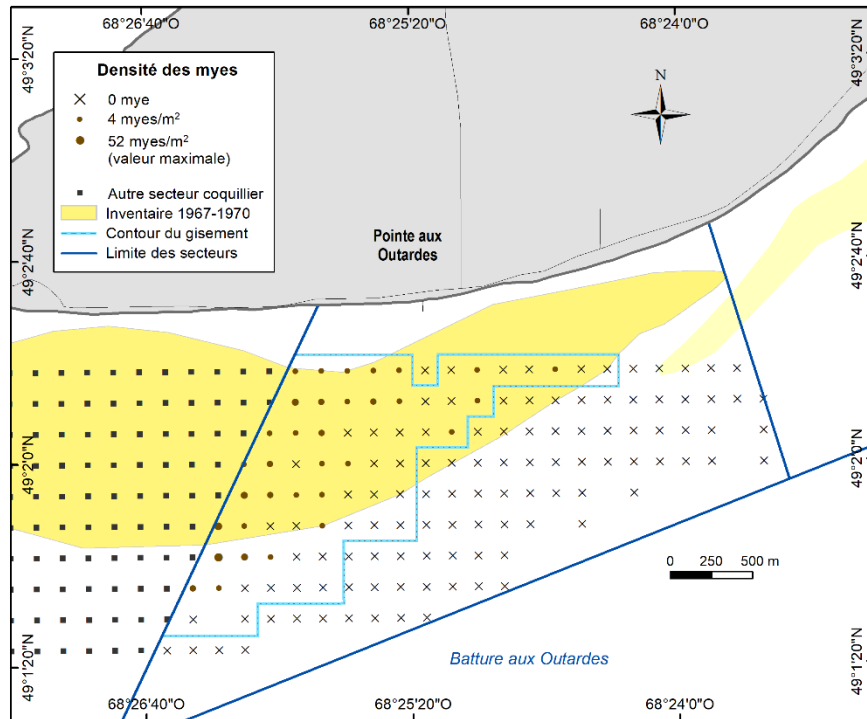 68°26'40"O
68°25'20"O
68°24'0"O
49°3'20"N
49°3'20"N
Densité des myes
0 mye
4 myes/m²
52 myes/m²
(valeur maximale)
Autre secteur coquillier
Inventaire 1967-1970
Contour du gisement
Limite des secteurs
N
Pointe aux
Outardes
49°2'40"N
49°2'40"N
49°2'0"N
49°2'0"N
0 250 500 m
Batture aux Outardes
49°1'20"N
49°1'20"N
68°26'40"O
68°25'20"O
68°24'0"O